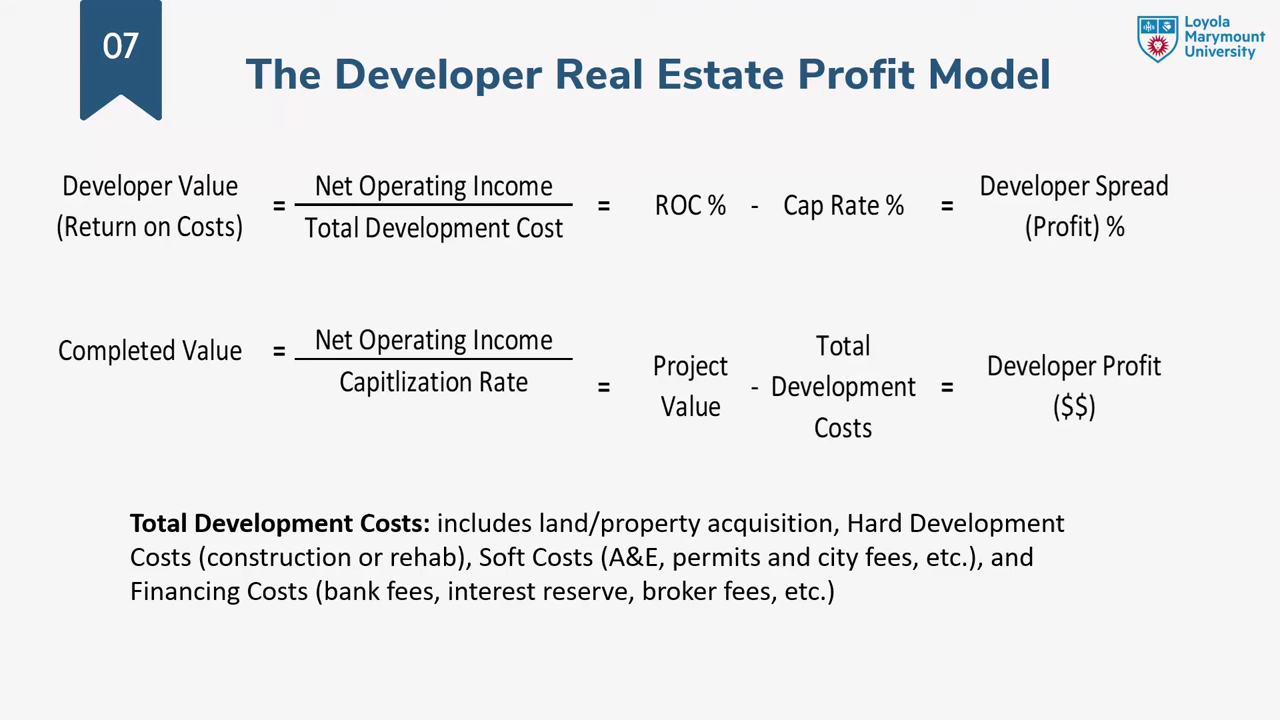 07
Loyola
Marymount
University
The Developer Real Estate Profit Model
Developer Value
(Return on Costs)
=
Net Operating Income
Total Development Cost
=
ROC %
-
Cap Rate %
=
Developer Spread
(Profit) %
Completed Value
=
Net Operating Income
Capitlization Rate
=
Project
Value
-
Total
Development
Costs
=
Developer Profit
($$)
Total Development Costs: includes land/property acquisition, Hard Development
Costs (construction or rehab), Soft Costs (A&E, permits and city fees, etc.), and
Financing Costs (bank fees, interest reserve, broker fees, etc.)